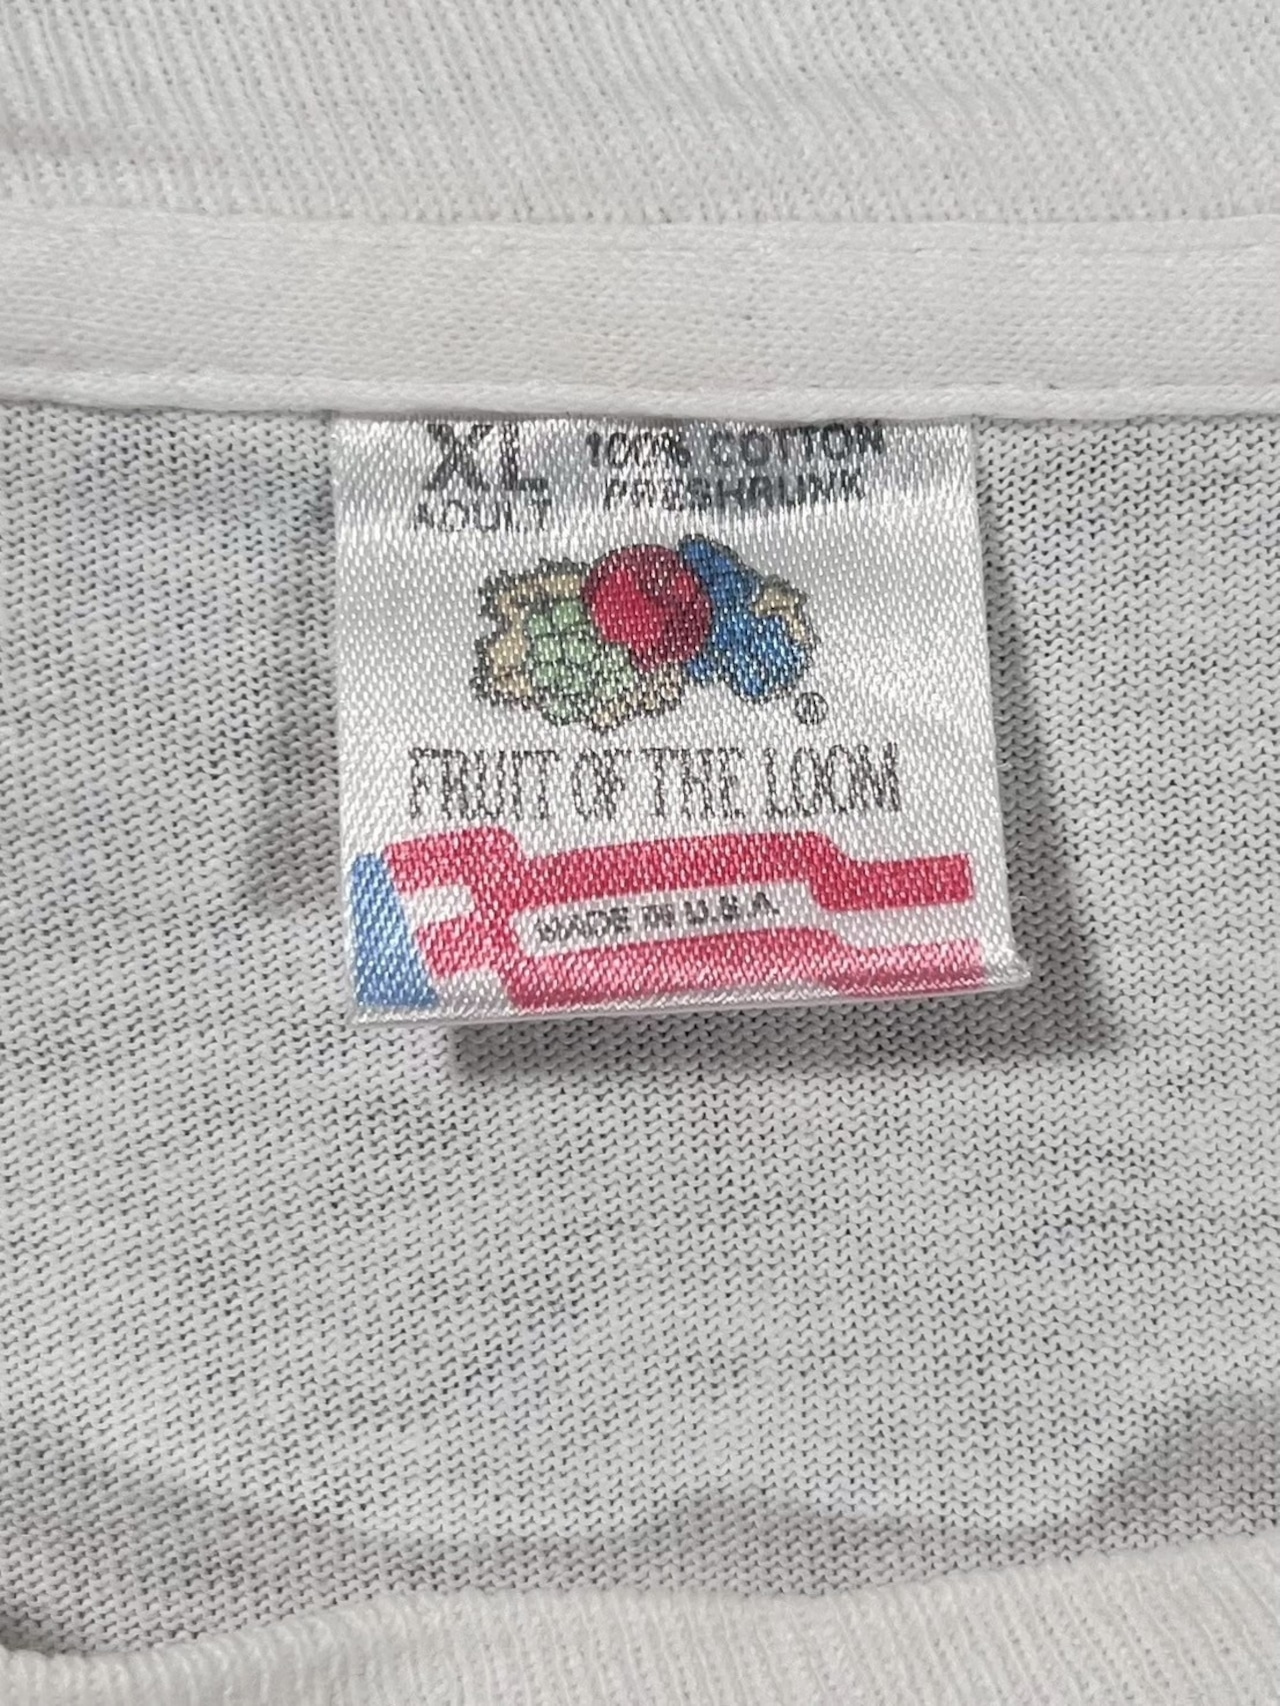 XL 100% COTTON
ADULT PRESHRUNK
®
FRUIT OF THE LOOM
MADE IN U.S.A.